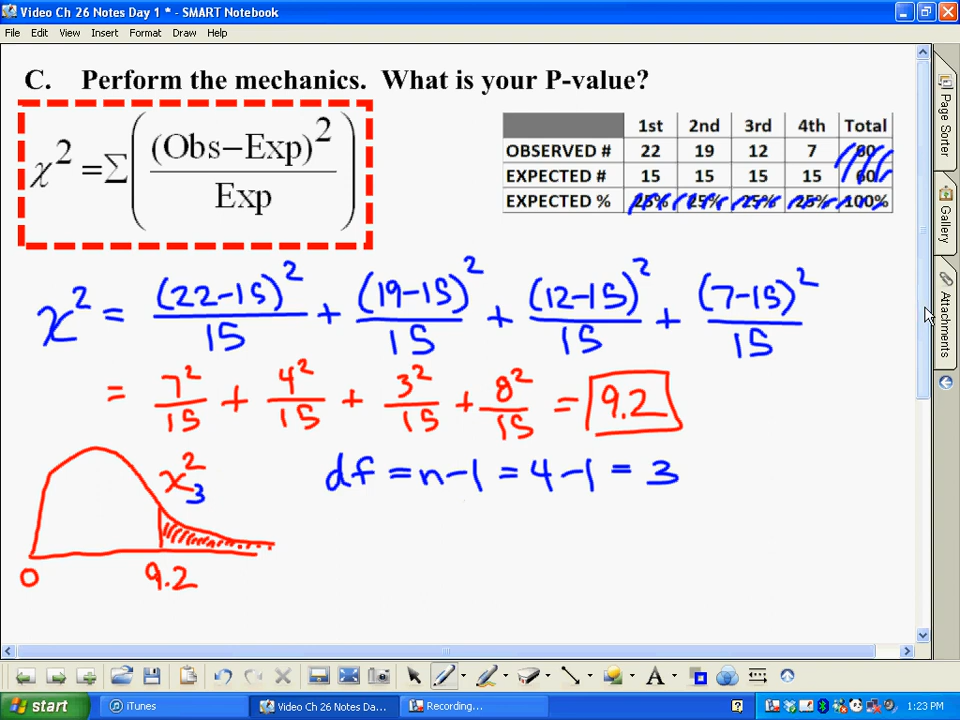 Video Ch 26 Notes Day 1 * - SMART Notebook
File Edit View Insert Format Draw Help
C. Perform the mechanics. What is your P-value?
χ² = Σ((Obs−Exp)² / Exp)
1st 2nd 3rd 4th Total
OBSERVED # 22 19 12 7 60
EXPECTED # 15 15 15 15 60
EXPECTED % 25% 25% 25% 25% 100%
χ² = (22-15)²/15 + (19-15)²/15 + (12-15)²/15 + (7-15)²/15
= 7²/15 + 4²/15 + 3²/15 + 8²/15 = 9.2
χ²₃
df = n-1 = 4-1 = 3
0 9.2
Page Sorter
Gallery
Attachments
start iTunes Video Ch 26 Notes Da... Recording... 1:23 PM